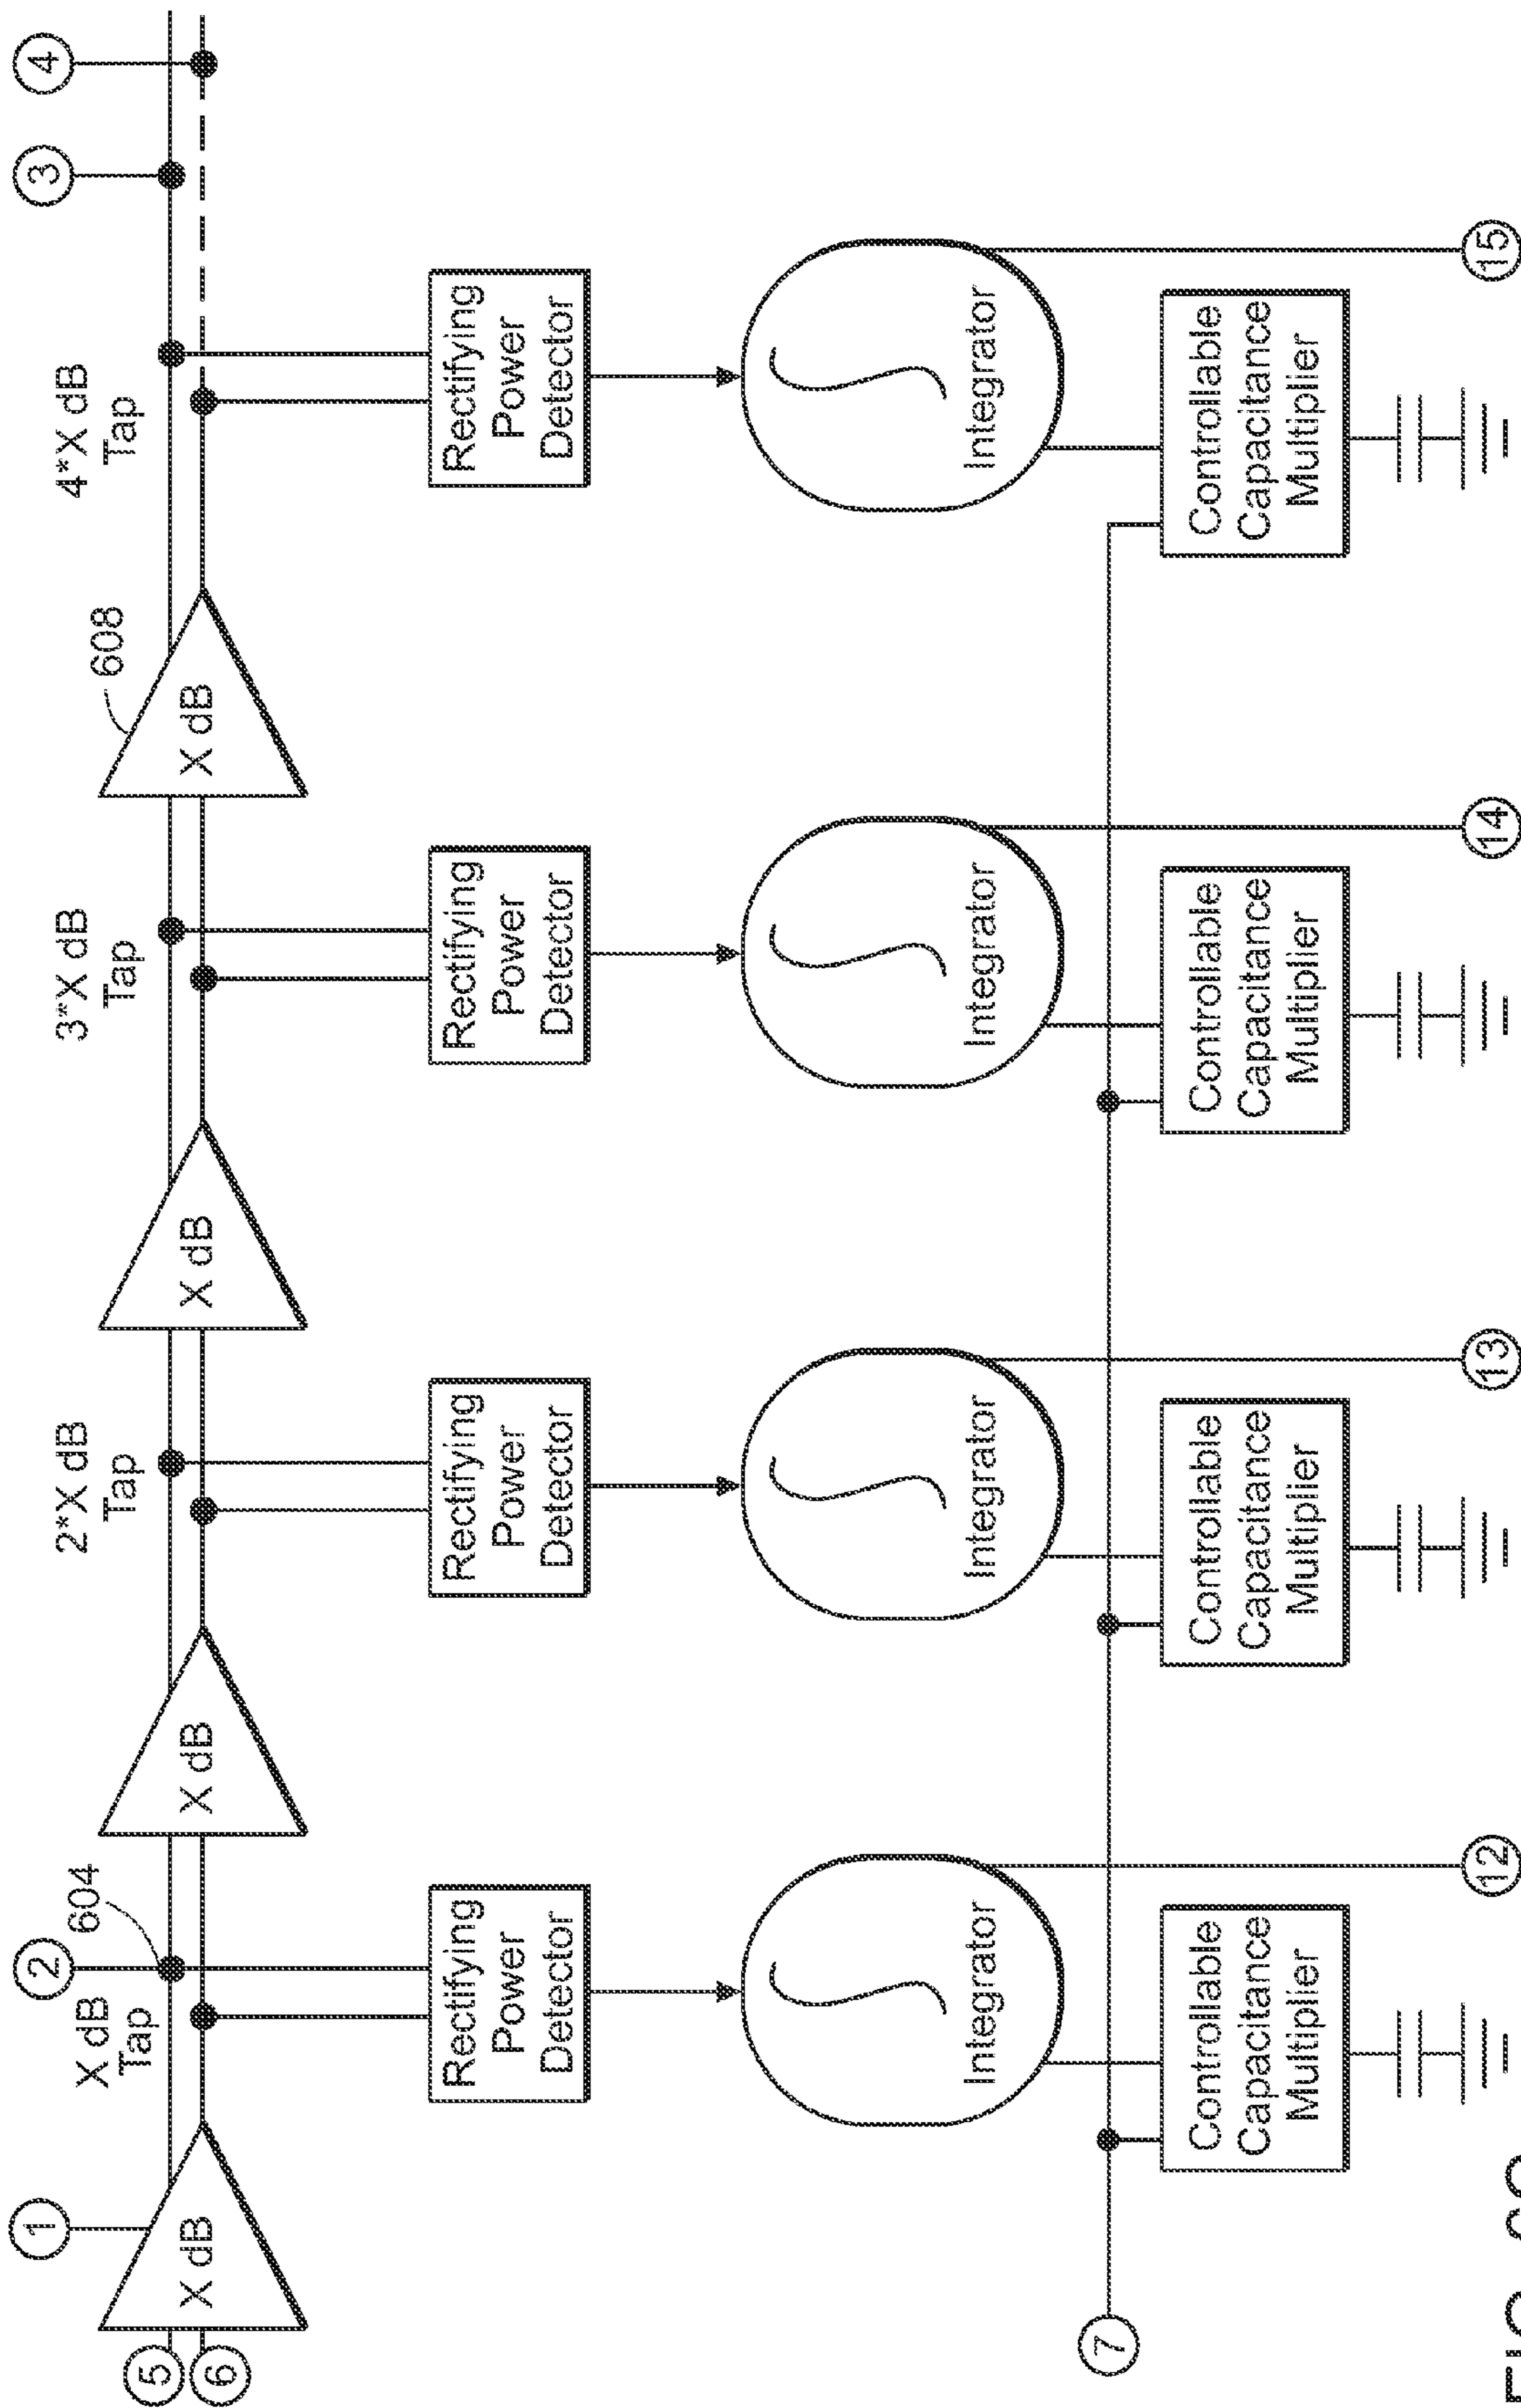 5
6
1
X dB
X dB
Tap
2
604
X dB
2*X dB
Tap
X dB
3*X dB
Tap
X dB
608
4*X dB
Tap
3
4
Rectifying
Power
Detector
Rectifying
Power
Detector
Rectifying
Power
Detector
Rectifying
Power
Detector
Integrator
Integrator
Integrator
Integrator
7
Controllable
Capacitance
Multiplier
Controllable
Capacitance
Multiplier
Controllable
Capacitance
Multiplier
Controllable
Capacitance
Multiplier
12
13
14
15
FIG.